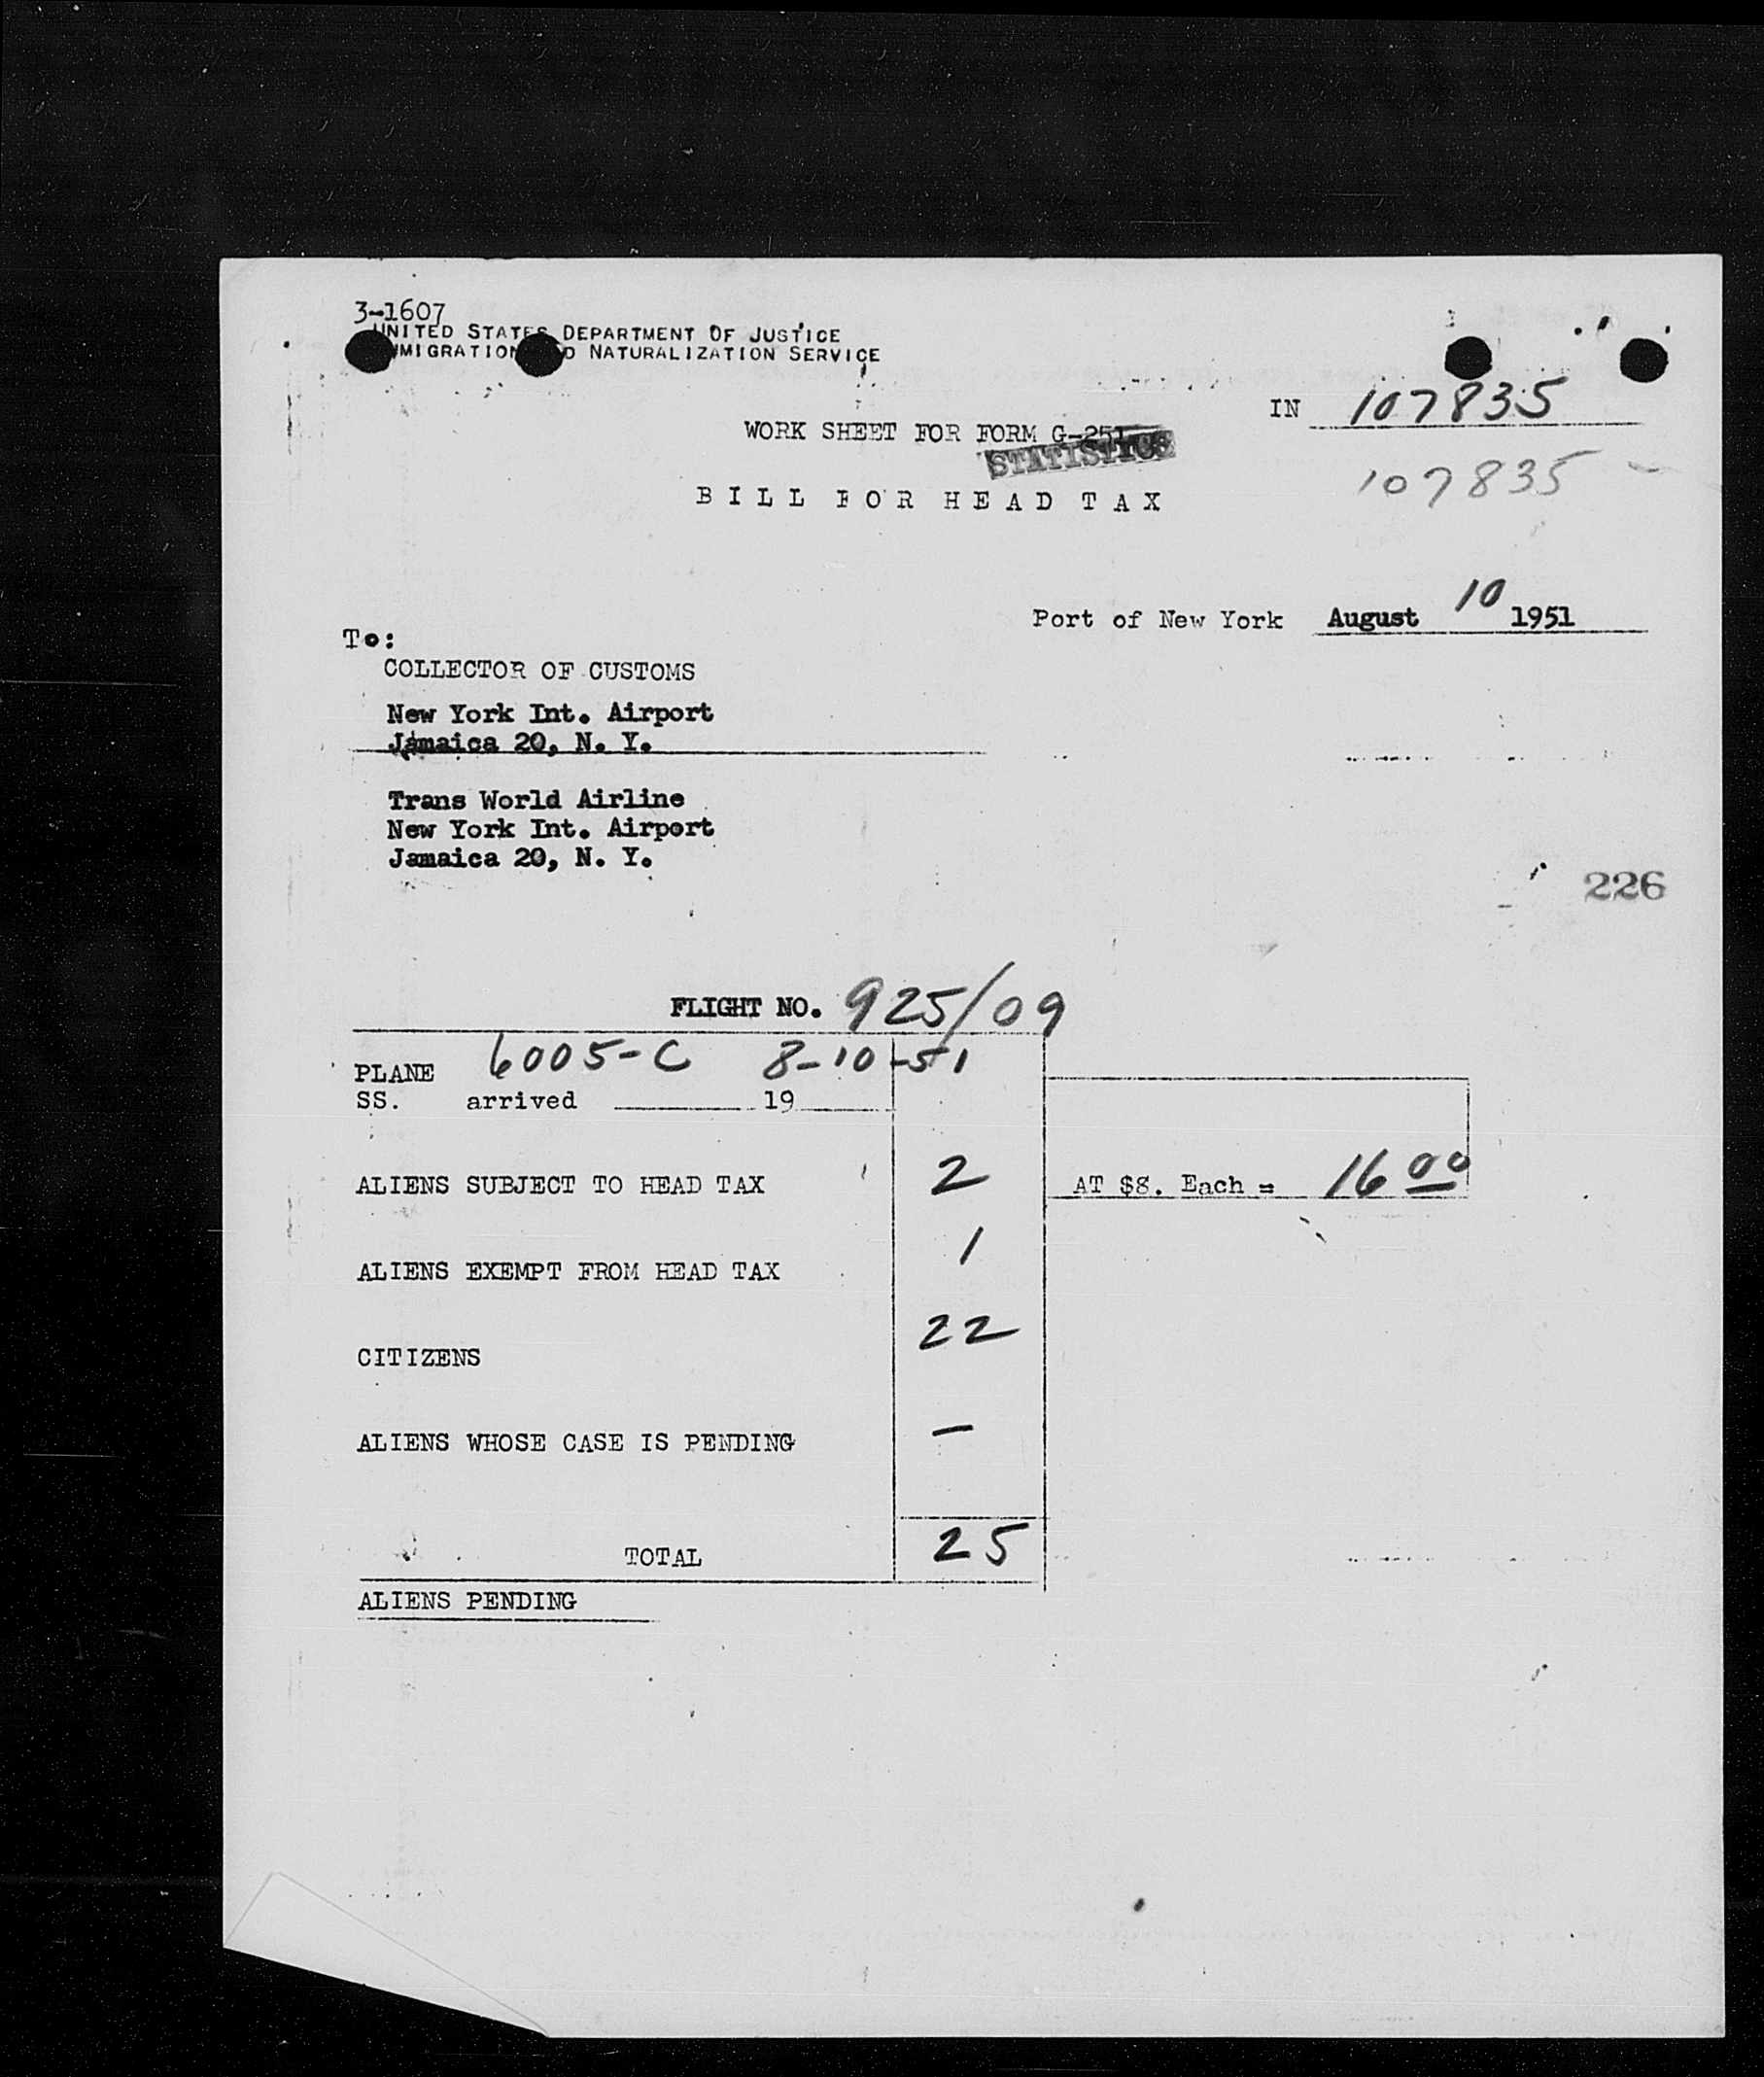 3-1607
UNITED STATES DEPARTMENT OF JUSTICE
IMMIGRATION AND NATURALIZATION SERVICE
IN 107835
WORK SHEET FOR FORM G-251
STATISTICS
107835
BILL FOR HEAD TAX
Port of New York August 10 1951
To:
COLLECTOR OF CUSTOMS
New York Int. Airport
Jamaica 20, N. Y.
Trans World Airline
New York Int. Airport
Jamaica 20, N. Y.
226
FLIGHT NO. 925/09
PLANE 6005-C 8-10-51
SS. arrived 19
ALIENS SUBJECT TO HEAD TAX 2 AT $8. Each = 16 00
ALIENS EXEMPT FROM HEAD TAX 1
CITIZENS 22
ALIENS WHOSE CASE IS PENDING —
TOTAL 25
ALIENS PENDING